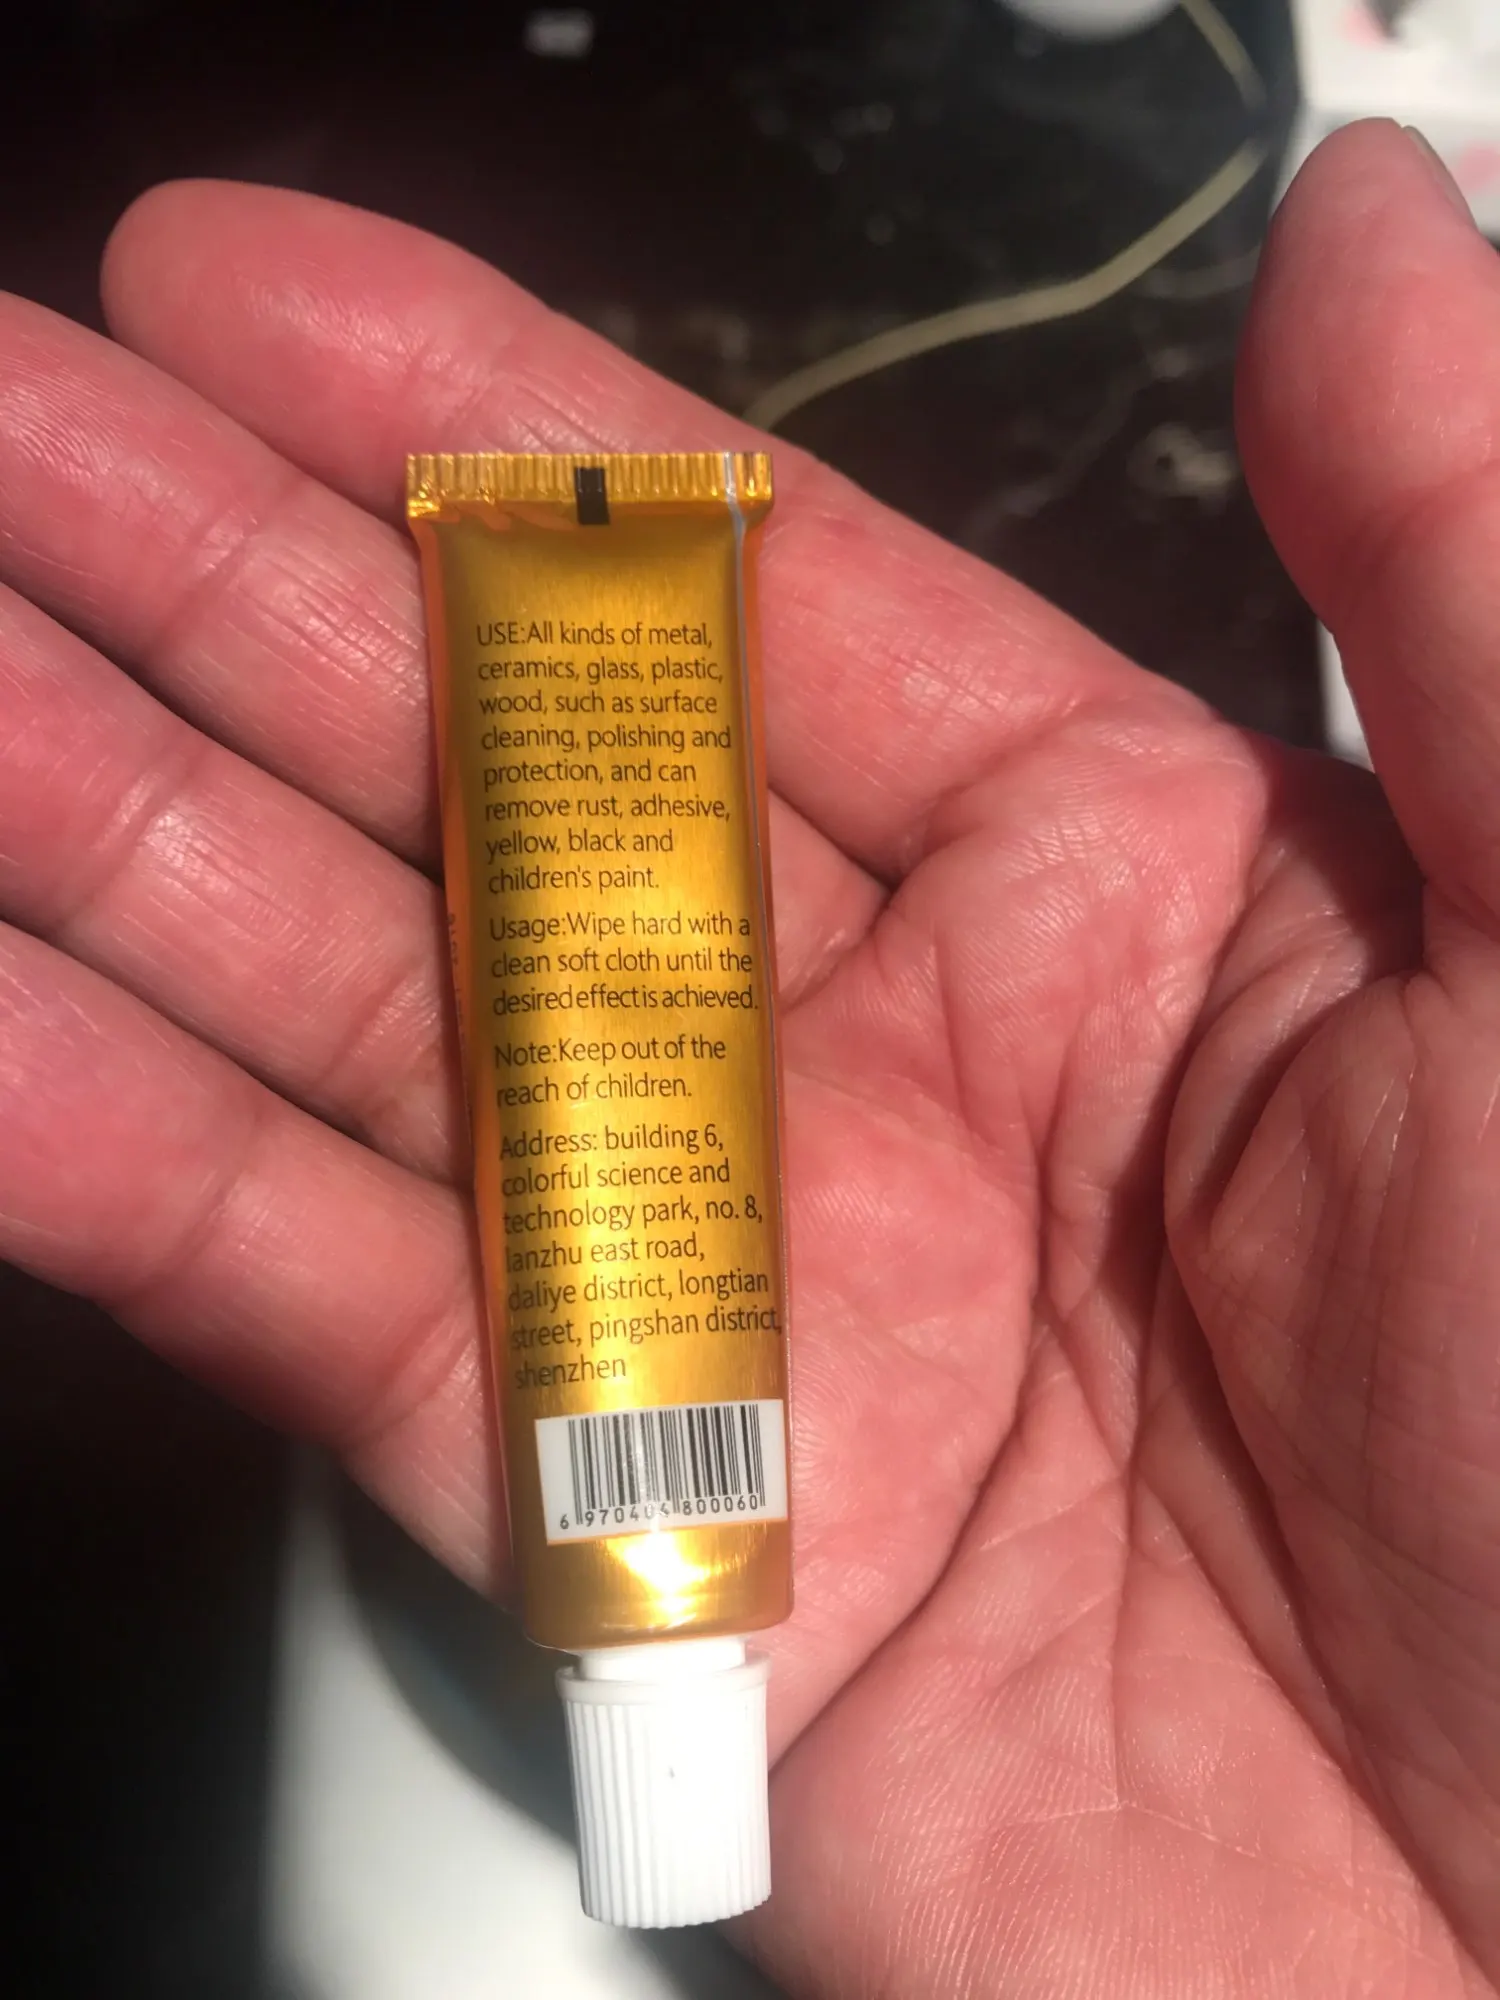 USE:All kinds of metal,
ceramics, glass, plastic,
wood, such as surface
cleaning, polishing and
protection, and can
remove rust, adhesive,
yellow, black and
children's paint.
Usage:Wipe hard with a
clean soft cloth until the
desired effect is achieved.
Note:Keep out of the
reach of children.
Address: building 6,
colorful science and
technology park, no. 8,
lanzhu east road,
daliye district, longtian
street, pingshan district,
shenzhen
6 970404 800060